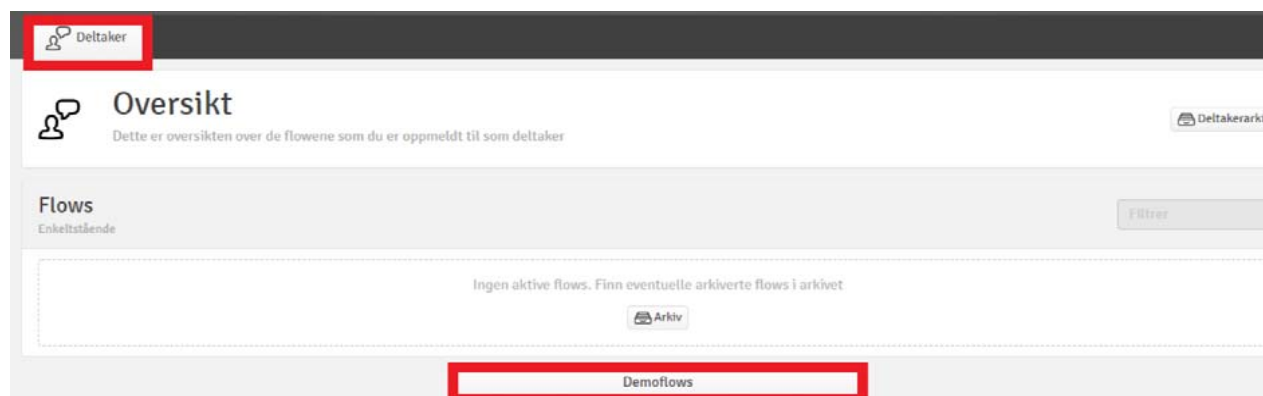 Deltaker
Oversikt
Dette er oversikten over de flowene som du er oppmeldt til som deltaker
Deltakerarki
Flows
Enkeltstående
Filtrer
Ingen aktive flows. Finn eventuelle arkiverte flows i arkivet
Arkiv
Demoflows